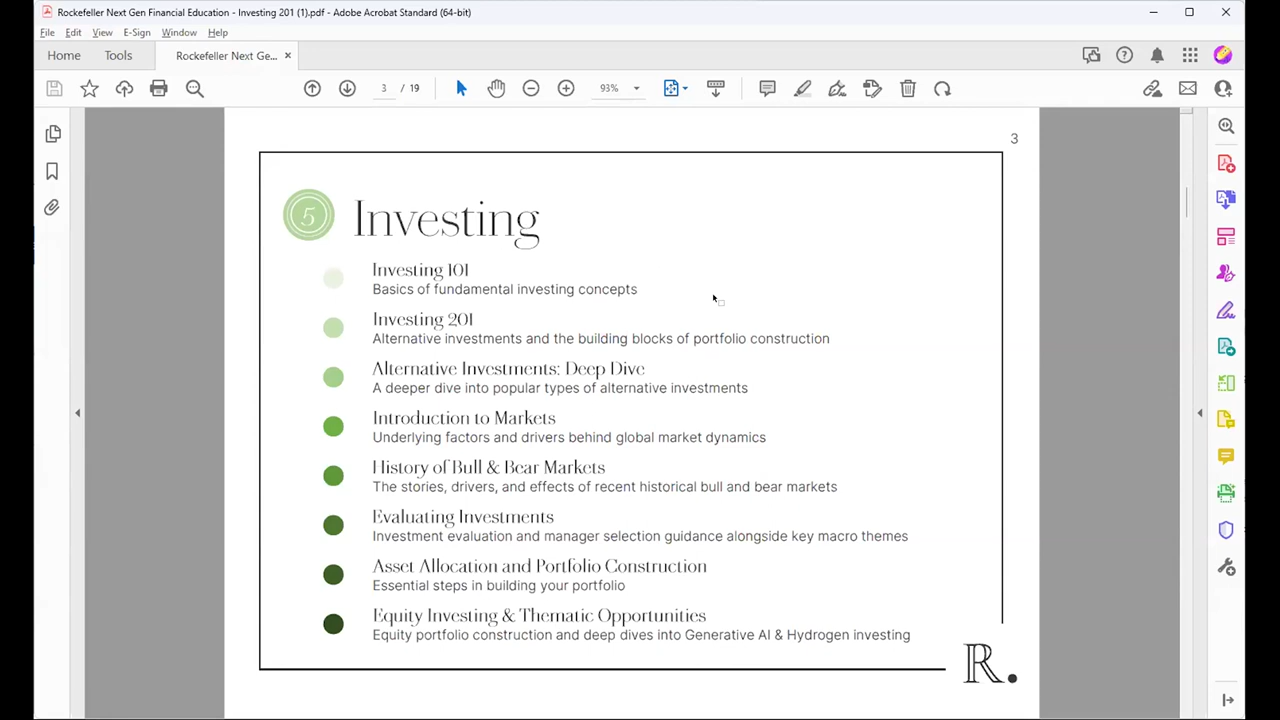 Rockefeller Next Gen Financial Education - Investing 201 (1).pdf - Adobe Acrobat Standard (64-bit)
File Edit View E-Sign Window Help
Home Tools Rockefeller Next Ge... ×
3 / 19 93%
3
5 Investing
Investing 101
Basics of fundamental investing concepts
Investing 201
Alternative investments and the building blocks of portfolio construction
Alternative Investments: Deep Dive
A deeper dive into popular types of alternative investments
Introduction to Markets
Underlying factors and drivers behind global market dynamics
History of Bull & Bear Markets
The stories, drivers, and effects of recent historical bull and bear markets
Evaluating Investments
Investment evaluation and manager selection guidance alongside key macro themes
Asset Allocation and Portfolio Construction
Essential steps in building your portfolio
Equity Investing & Thematic Opportunities
Equity portfolio construction and deep dives into Generative AI & Hydrogen investing
R.